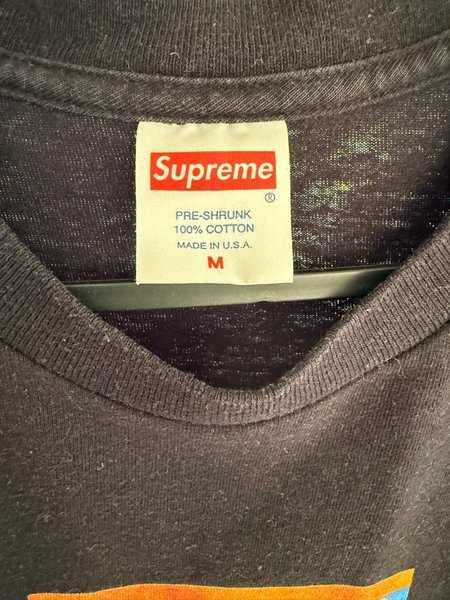 Supreme
®
PRE-SHRUNK
100% COTTON
MADE IN U.S.A.
M